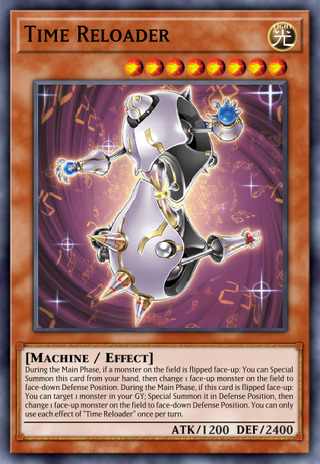 Time Reloader
LIGHT
光
[Machine / Effect]
During the Main Phase, if a monster on the field is flipped face-up: You can Special
Summon this card from your hand, then change 1 face-up monster on the field to
face-down Defense Position. During the Main Phase, if this card is flipped face-up:
You can target 1 monster in your GY; Special Summon it in Defense Position, then
change 1 face-up monster on the field to face-down Defense Position. You can only
use each effect of "Time Reloader" once per turn.
ATK/1200 DEF/2400